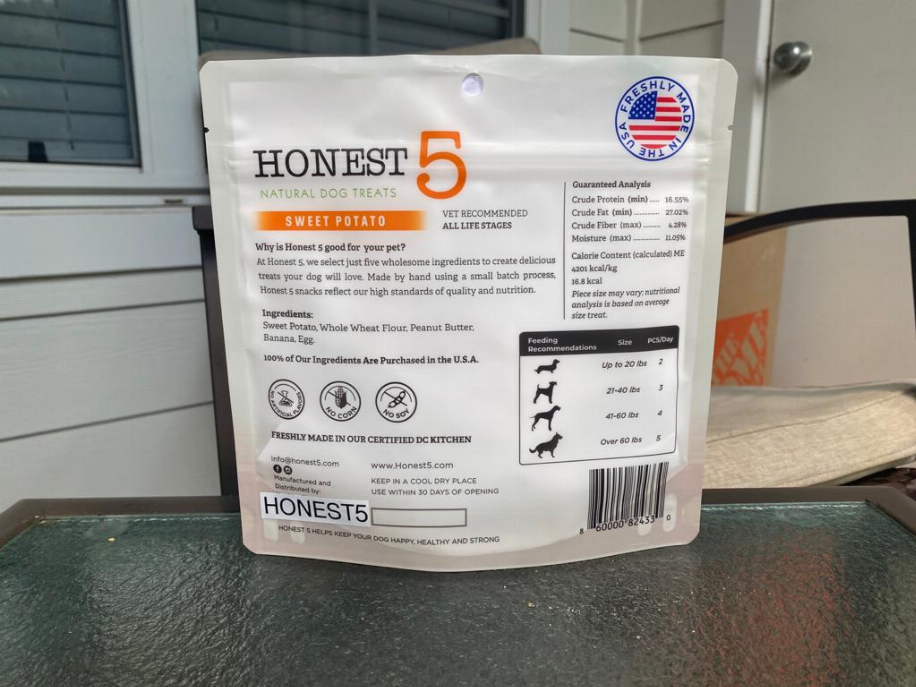 HONEST 5
NATURAL DOG TREATS
SWEET POTATO
VET RECOMMENDED
ALL LIFE STAGES
FRESHLY MADE IN THE USA
Why is Honest 5 good for your pet?
At Honest 5, we select just five wholesome ingredients to create delicious
treats your dog will love. Made by hand using a small batch process,
Honest 5 snacks reflect our high standards of quality and nutrition.
Ingredients:
Sweet Potato, Whole Wheat Flour, Peanut Butter,
Banana, Egg.
100% of Our Ingredients Are Purchased in the U.S.A.
NO ARTIFICIAL FLAVORS
NO CORN
NO SOY
FRESHLY MADE IN OUR CERTIFIED DC KITCHEN
info@honest5.com
www.Honest5.com
Manufactured and
Distributed by:
KEEP IN A COOL DRY PLACE
USE WITHIN 30 DAYS OF OPENING
HONEST5
HONEST 5 HELPS KEEP YOUR DOG HAPPY, HEALTHY AND STRONG
Guaranteed Analysis
Crude Protein (min) ..... 16.55%
Crude Fat (min) ............. 27.02%
Crude Fiber (max) ........ 4.28%
Moisture (max) ............. 11.05%
Calorie Content (calculated) ME
4201 kcal/kg
16.8 kcal
Piece size may vary; nutritional
analysis is based on average
size treat.
Feeding Recommendations Size PCS/Day
Up to 20 lbs 2
21-40 lbs 3
41-60 lbs 4
Over 60 lbs 5
8 60000 82433 0